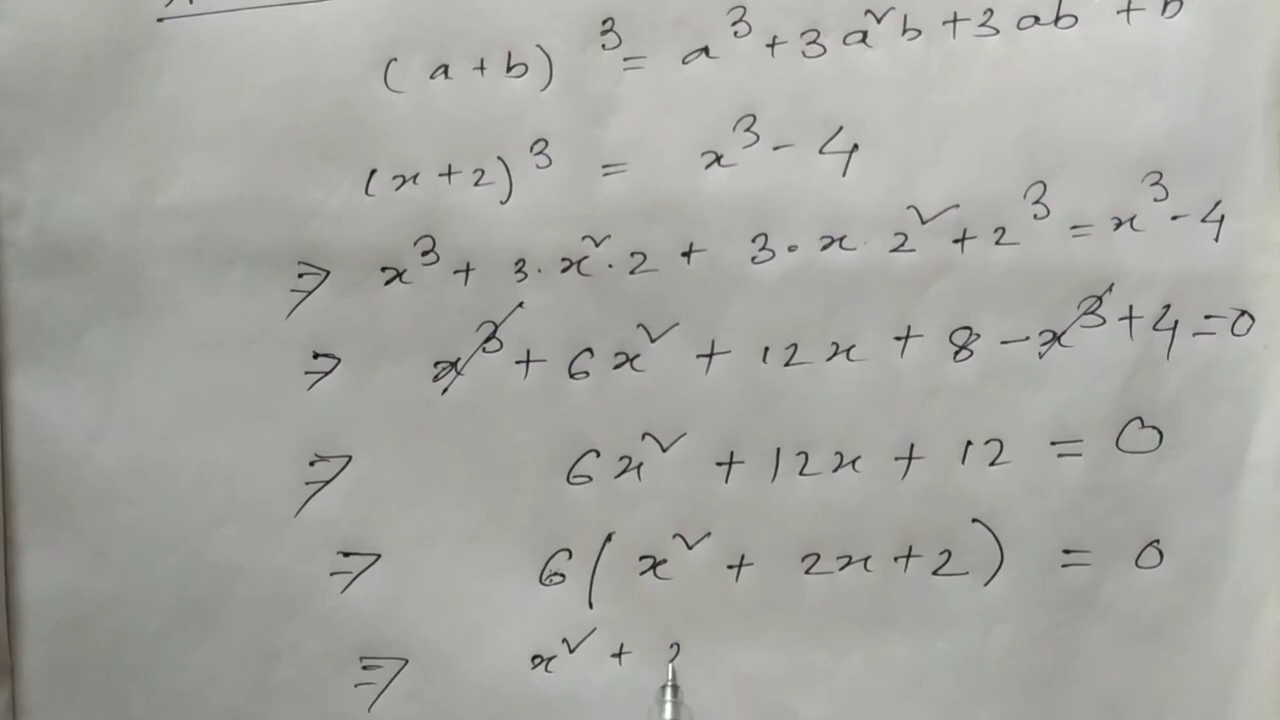 (a+b)³ = a³+3a²b+3ab +b
(x+2)³ = x³-4
⇒ x³ + 3.x².2 + 3.x.2²+2³ = x³-4
⇒ x³ + 6x² + 12x + 8 -x³+4=0
⇒ 6x² +12x + 12 = 0
⇒ 6(x² + 2x+2) = 0
⇒ x² +